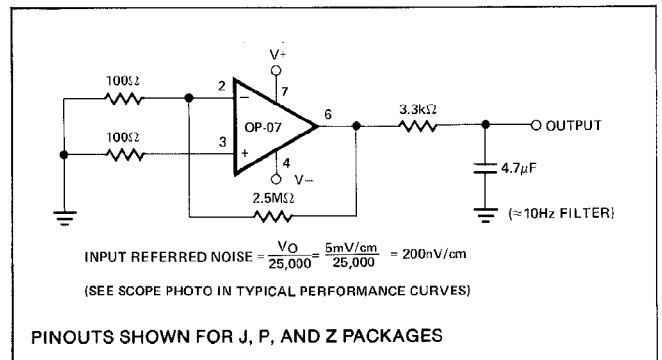 V+
100Ω
2
7
6
3.3kΩ
OP-07
OUTPUT
100Ω
3
4
V−
4.7μF
2.5MΩ
(≈10Hz FILTER)
INPUT REFERRED NOISE = VO/25,000 = 5mV/cm/25,000 = 200nV/cm
(SEE SCOPE PHOTO IN TYPICAL PERFORMANCE CURVES)
PINOUTS SHOWN FOR J, P, AND Z PACKAGES